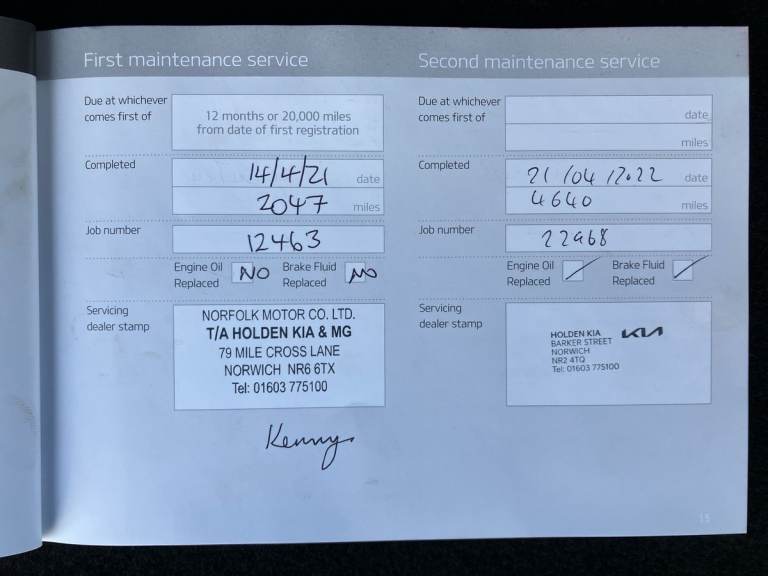 First maintenance service
Due at whichever
comes first of
12 months or 20,000 miles
from date of first registration
Completed
14/4/21 date
2047 miles
Job number
12463
Engine Oil
Replaced
NO
Brake Fluid
Replaced
NO
Servicing
dealer stamp
NORFOLK MOTOR CO. LTD.
T/A HOLDEN KIA & MG
79 MILE CROSS LANE
NORWICH NR6 6TX
Tel: 01603 775100
Kenny
Second maintenance service
Due at whichever
comes first of
date
miles
Completed
21/04/2022 date
4640 miles
Job number
Engine Oil
Replaced
Brake Fluid
Replaced
Servicing
dealer stamp
HOLDEN KIA
BARKER STREET
NORWICH
NR2 4TQ
Tel: 01603 775100
KIA
15